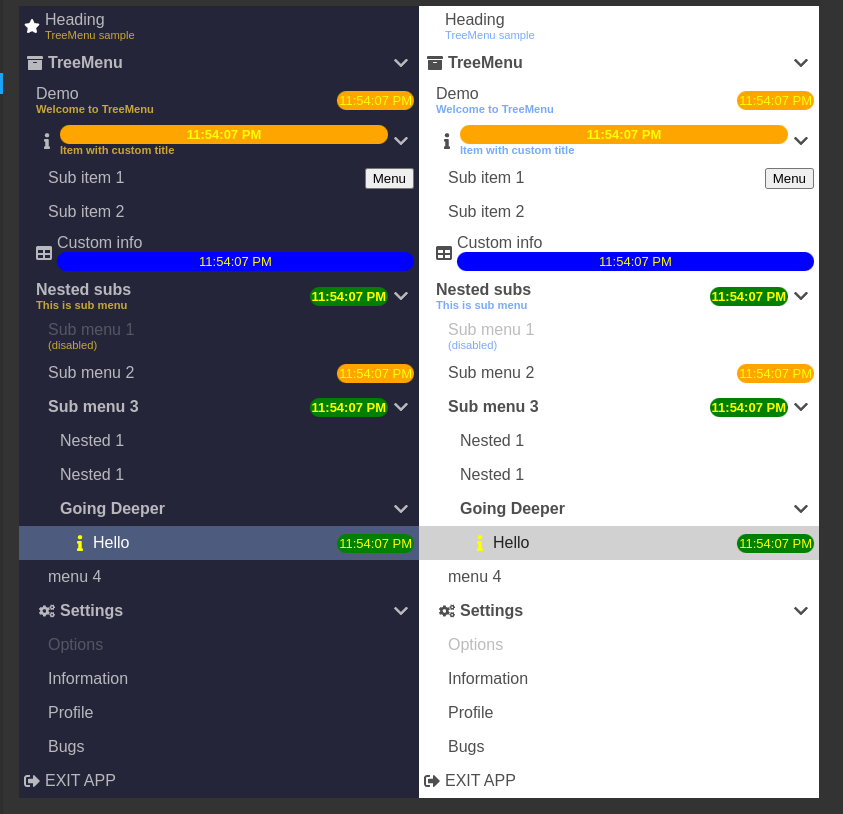 Heading
TreeMenu sample
TreeMenu
Demo
11:54:07 PM
Welcome to TreeMenu
11:54:07 PM
Item with custom title
Sub item 1
Menu
Sub item 2
Custom info
11:54:07 PM
Nested subs
11:54:07 PM
This is sub menu
Sub menu 1
(disabled)
Sub menu 2
11:54:07 PM
Sub menu 3
11:54:07 PM
Nested 1
Nested 1
Going Deeper
Hello
11:54:07 PM
menu 4
Settings
Options
Information
Profile
Bugs
EXIT APP
Heading
TreeMenu sample
TreeMenu
Demo
11:54:07 PM
Welcome to TreeMenu
11:54:07 PM
Item with custom title
Sub item 1
Menu
Sub item 2
Custom info
11:54:07 PM
Nested subs
11:54:07 PM
This is sub menu
Sub menu 1
(disabled)
Sub menu 2
11:54:07 PM
Sub menu 3
11:54:07 PM
Nested 1
Nested 1
Going Deeper
Hello
11:54:07 PM
menu 4
Settings
Options
Information
Profile
Bugs
EXIT APP